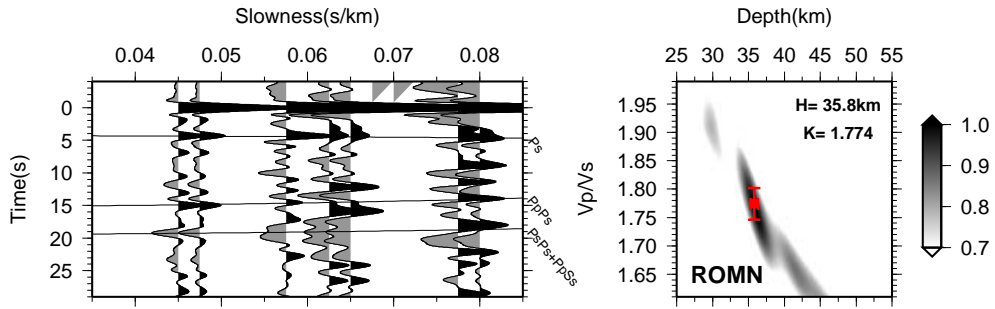 Slowness(s/km)
0.04 0.05 0.06 0.07 0.08
Time(s)
0
5
10
15
20
25
Ps
PpPs
PsPs+PpSs
Depth(km)
25 30 35 40 45 50 55
Vp/Vs
1.95
1.90
1.85
1.80
1.75
1.70
1.65
H= 35.8km
K= 1.774
ROMN
1.0
0.9
0.8
0.7